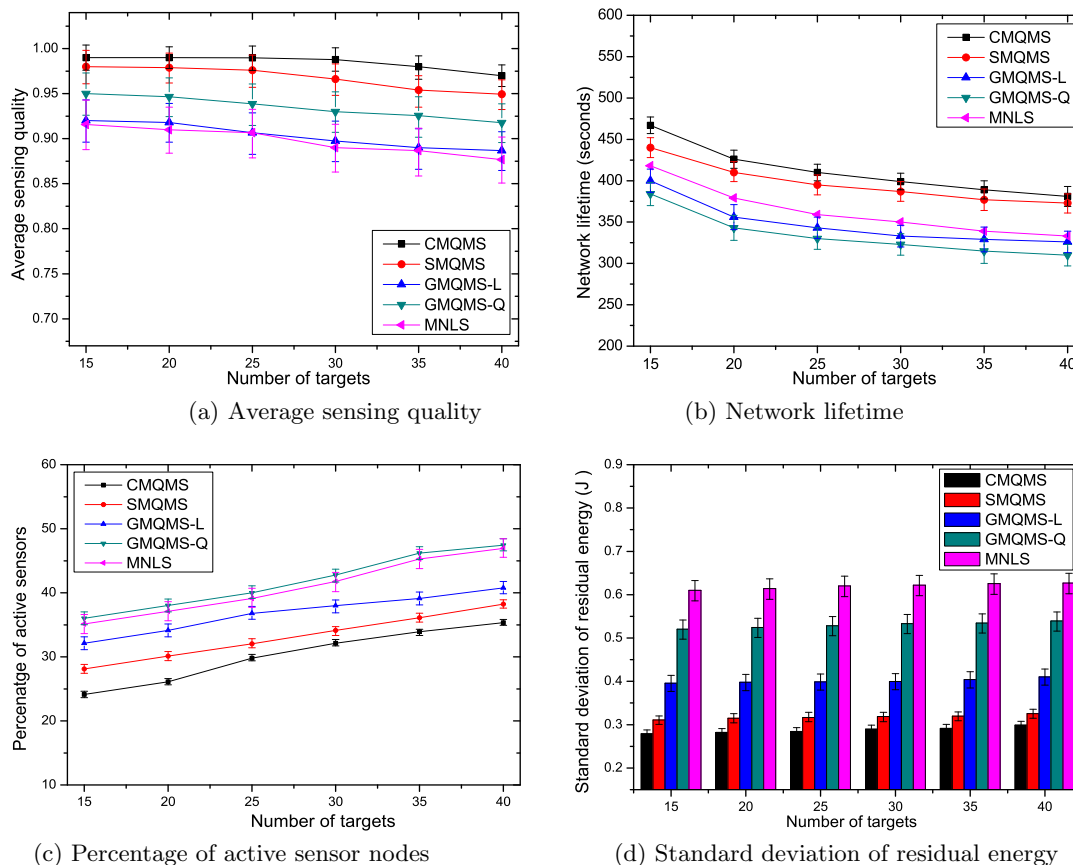 1.00
0.95
0.90
0.85
0.80
0.75
0.70
Average sensing quality
CMQMS
SMQMS
GMQMS-L
GMQMS-Q
MNLS
15 20 25 30 35 40
Number of targets
(a) Average sensing quality
600
550
500
450
400
350
300
250
200
Network lifetime (seconds)
CMQMS
SMQMS
GMQMS-L
GMQMS-Q
MNLS
15 20 25 30 35 40
Number of targets
(b) Network lifetime
60
50
40
30
20
10
Percenatge of active sensors
CMQMS
SMQMS
GMQMS-L
GMQMS-Q
MNLS
15 20 25 30 35 40
Number of targets
(c) Percentage of active sensor nodes
0.9
0.8
0.7
0.6
0.5
0.4
0.3
0.2
Standard deviation of residual energy (J )
CMQMS
SMQMS
GMQMS-L
GMQMS-Q
MNLS
15 20 25 30 35 40
Number of targets
(d) Standard deviation of residual energy